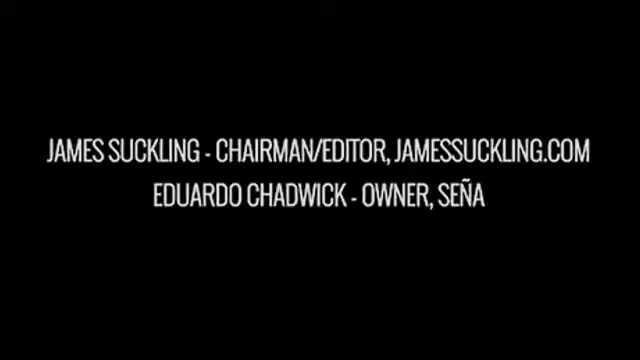 JAMES SUCKLING - CHAIRMAN/EDITOR, JAMESSUCKLING.COM
EDUARDO CHADWICK - OWNER, SEÑA